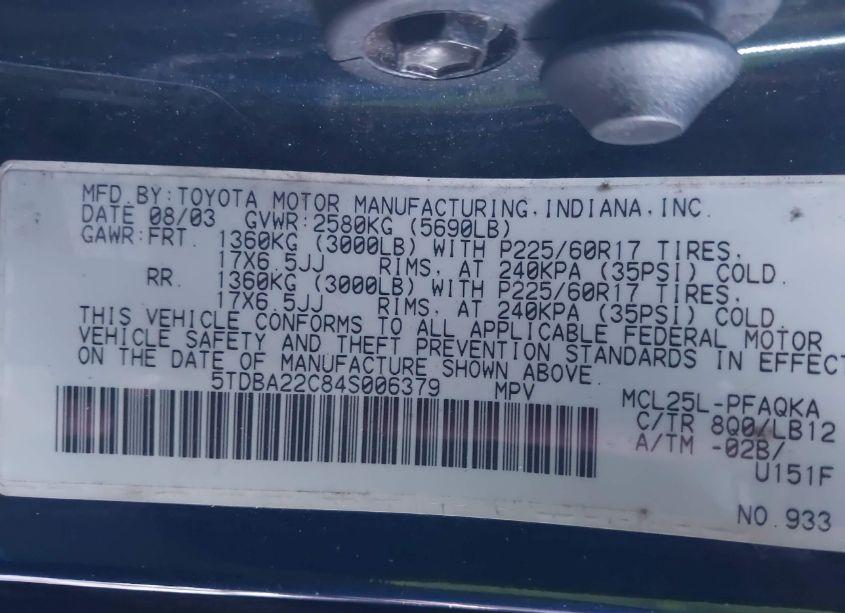 MFD.BY:TOYOTA MOTOR MANUFACTURING,INDIANA,INC.
DATE 08/03 GVWR:2580KG (5690LB)
GAWR:FRT. 1360KG (3000LB) WITH P225/60R17 TIRES,
17X6.5JJ RIMS, AT 240KPA (35PSI) COLD.
RR. 1360KG (3000LB) WITH P225/60R17 TIRES,
17X6.5JJ RIMS, AT 240KPA (35PSI) COLD.
THIS VEHICLE CONFORMS TO ALL APPLICABLE FEDERAL MOTOR
VEHICLE SAFETY AND THEFT PREVENTION STANDARDS IN EFFECT
ON THE DATE OF MANUFACTURE SHOWN ABOVE.
5TDBA22C84S006379 MPV
MCL25L-PFAQKA
C/TR 8Q0/LB12
A/TM -02B/
U151F
NO.933